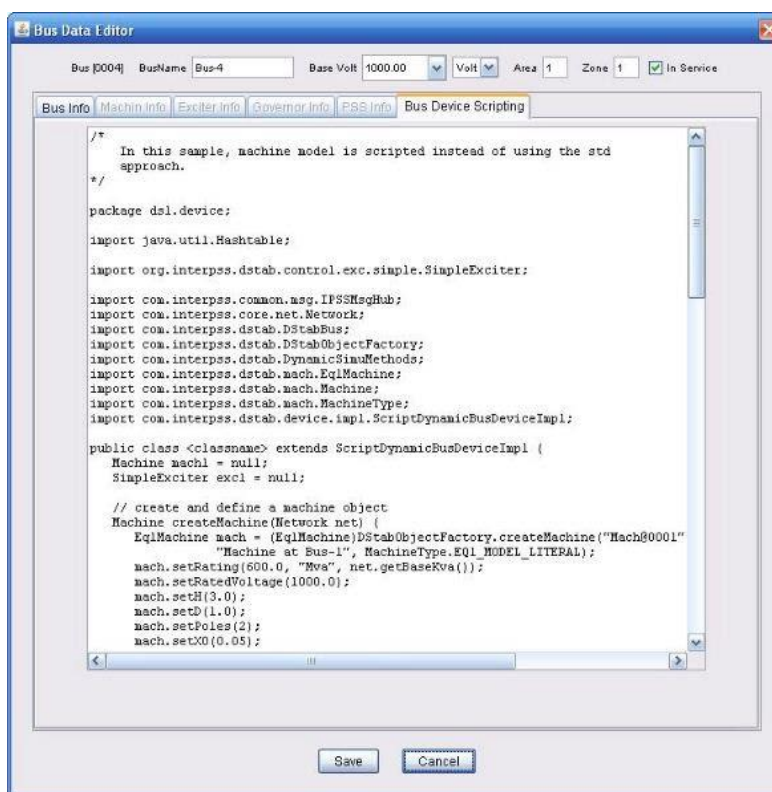 Bus Data Editor
Bus [0004] BusName Bus-4 Base Volt 1000.00 Volt Area 1 Zone 1 In Service
Bus Info Machin Info Exciter Info Governor Info PSS Info Bus Device Scripting
/*
In this sample, machine model is scripted instead of using the std
approach.
*/
package dsl.device;
import java.util.Hashtable;
import org.interpss.dstab.control.exc.simple.SimpleExciter;
import com.interpss.common.msg.IPSSMsgHub;
import com.interpss.core.net.Network;
import com.interpss.dstab.DStabBus;
import com.interpss.dstab.DStabObjectFactory;
import com.interpss.dstab.DynamicSimuMethods;
import com.interpss.dstab.mach.Eq1Machine;
import com.interpss.dstab.mach.Machine;
import com.interpss.dstab.mach.MachineType;
import com.interpss.dstab.device.impl.ScriptDynamicBusDeviceImpl;
public class <classname> extends ScriptDynamicBusDeviceImpl {
Machine mach1 = null;
SimpleExciter exc1 = null;
// create and define a machine object
Machine createMachine(Network net) {
Eq1Machine mach = (Eq1Machine)DStabObjectFactory.createMachine("Mach@0001"
"Machine at Bus-1", MachineType.EQ1_MODEL_LITERAL);
mach.setRating(600.0, "Mva", net.getBaseKva());
mach.setRatedVoltage(1000.0);
mach.setH(3.0);
mach.setD(1.0);
mach.setPoles(2);
mach.setX0(0.05);
Save Cancel